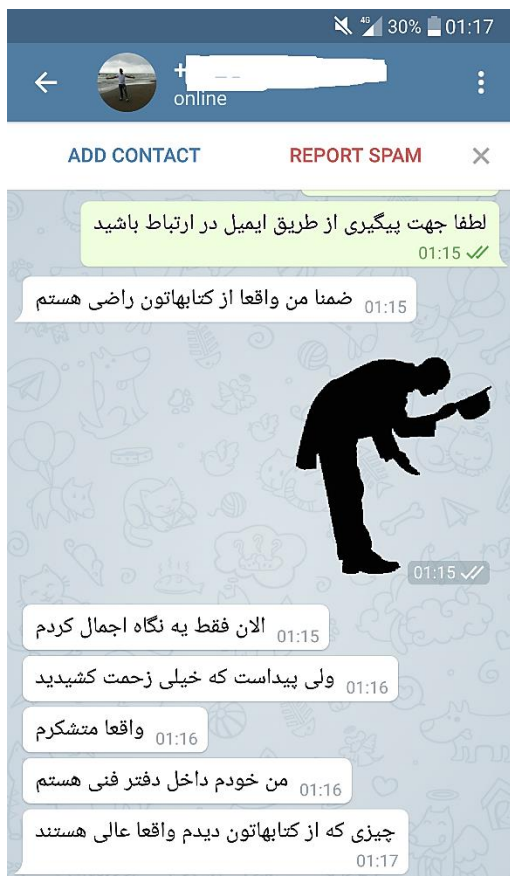 4G 30% 01:17
+
online
ADD CONTACT REPORT SPAM ×
لطفا جهت پیگیری از طریق ایمیل در ارتباط باشید
01:15
ضمنا من واقعا از کتابهاتون راضی هستم 01:15
01:15
الان فقط یه نگاه اجمال کردم 01:15
ولی پیداست که خیلی زحمت کشیدید 01:16
واقعا متشکرم 01:16
من خودم داخل دفتر فنی هستم 01:16
چیزی که از کتابهاتون دیدم واقعا عالی هستند
01:17